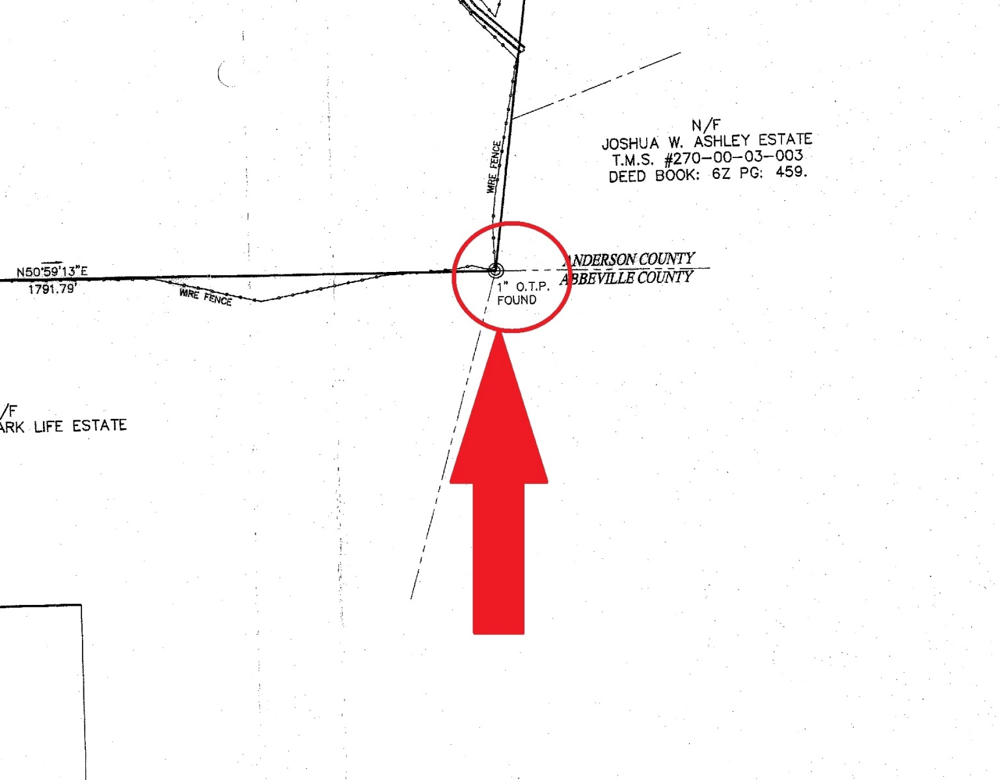 N/F
JOSHUA W. ASHLEY ESTATE
T.M.S. #270-00-03-003
DEED BOOK: 6Z PG: 459.
WIRE FENCE
ANDERSON COUNTY
ABBEVILLE COUNTY
N50°59'13"E
1791.79'
WIRE FENCE
1" O.T.P.
FOUND
/F
ARK LIFE ESTATE